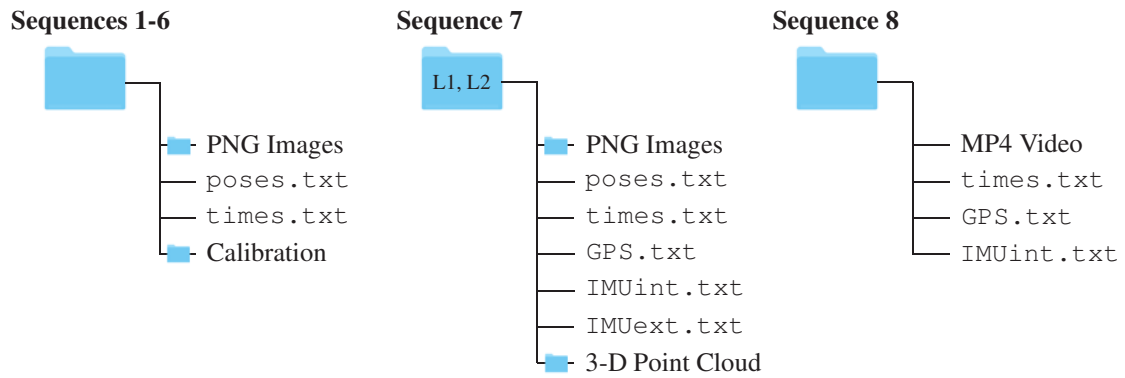 Sequences 1-6
PNG Images
poses.txt
times.txt
Calibration
Sequence 7
L1, L2
PNG Images
poses.txt
times.txt
GPS.txt
IMUint.txt
IMUext.txt
3-D Point Cloud
Sequence 8
MP4 Video
times.txt
GPS.txt
IMUint.txt